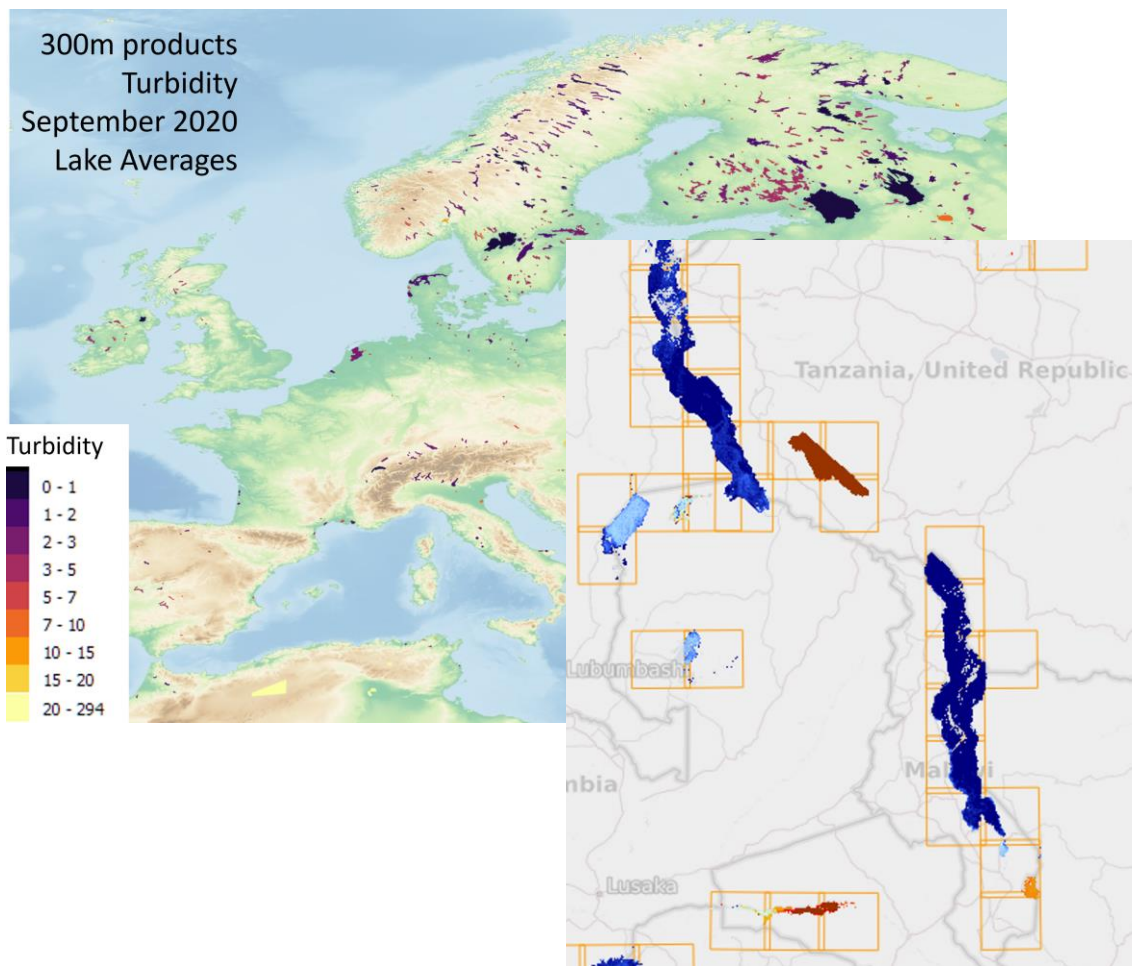 300m products
Turbidity
September 2020
Lake Averages
Turbidity
0 - 1
1 - 2
2 - 3
3 - 5
5 - 7
7 - 10
10 - 15
15 - 20
20 - 294
Tanzania, United Republic
Lubumbashi
mbia
Lusaka